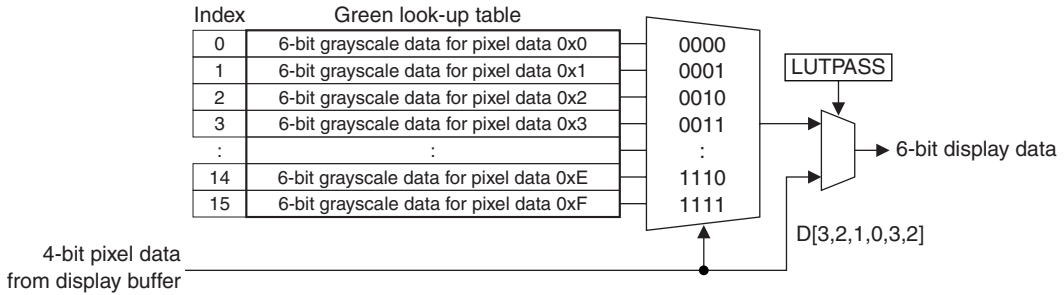 Index Green look-up table
0 6-bit grayscale data for pixel data 0x0 0000
1 6-bit grayscale data for pixel data 0x1 0001
LUTPASS
2 6-bit grayscale data for pixel data 0x2 0010
3 6-bit grayscale data for pixel data 0x3 0011
: : :
6-bit display data
14 6-bit grayscale data for pixel data 0xE 1110
15 6-bit grayscale data for pixel data 0xF 1111
D[3,2,1,0,3,2]
4-bit pixel data
from display buffer